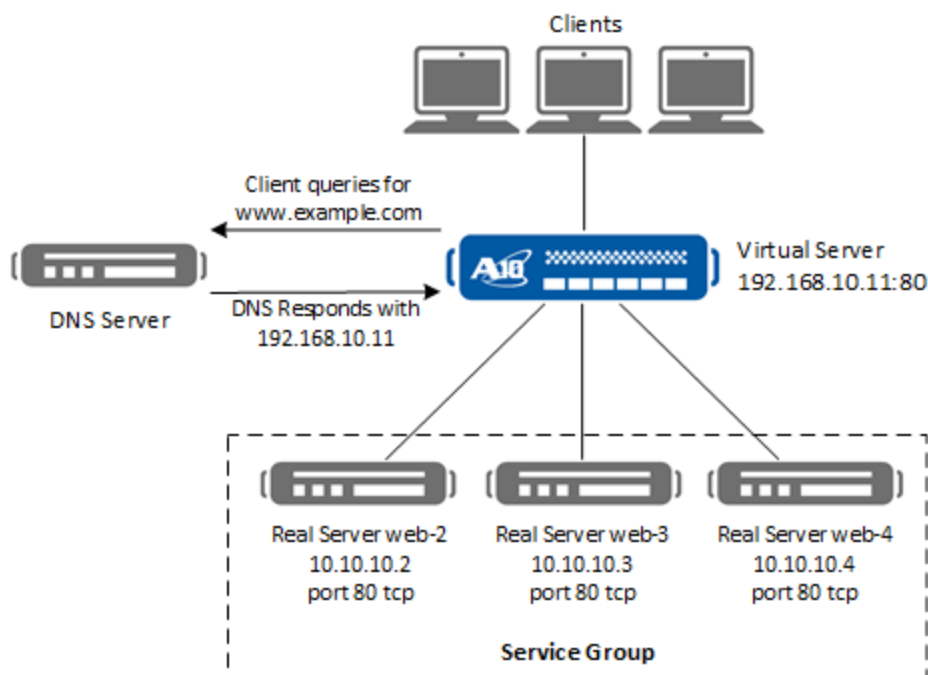 Clients
Client queries for
www.example.com
A10
Virtual Server
192.168.10.11:80
DNS Server
DNS Responds with
192.168.10.11
Real Server web-2
10.10.10.2
port 80 tcp
Real Server web-3
10.10.10.3
port 80 tcp
Real Server web-4
10.10.10.4
port 80 tcp
Service Group